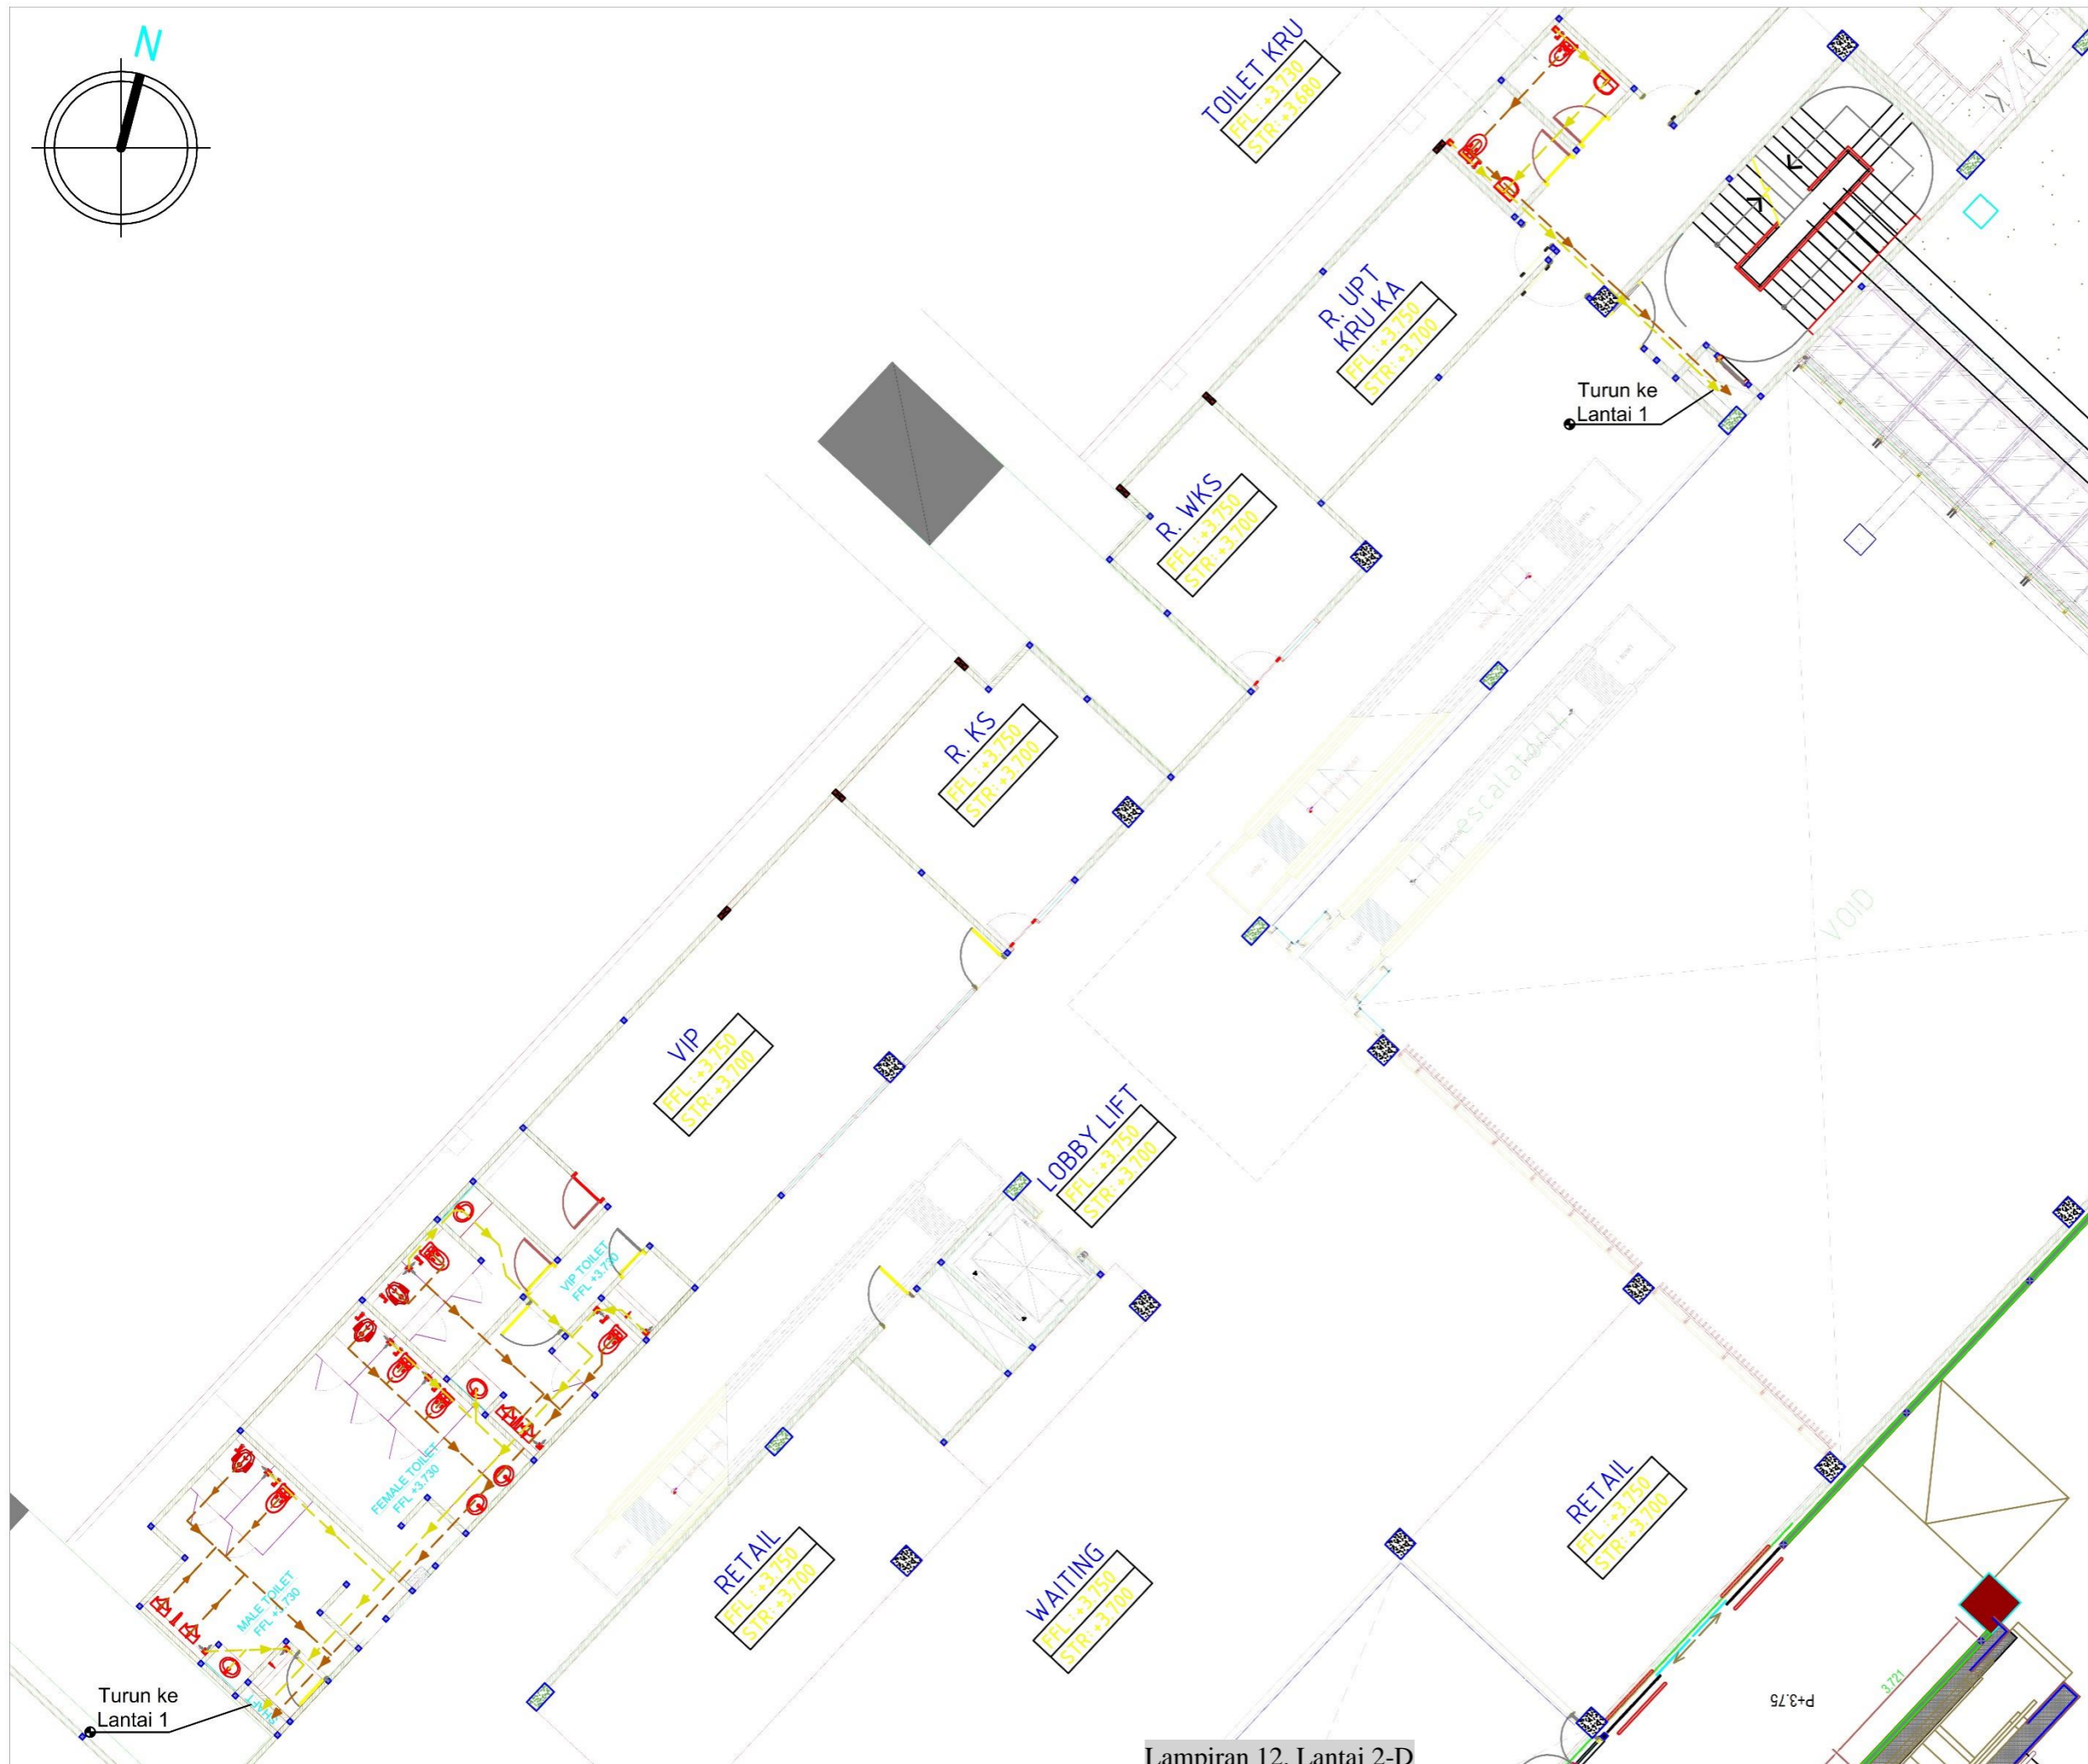 N
TOILET KRU
FFL : +3.730
STR: +3.680
R. UPT
KRU KA
FFL : +3.750
STR: +3.700
Turun ke
Lantai 1
R. WKS
FFL : +3.750
STR: +3.700
R. KS
FFL : +3.750
STR: +3.700
escalator
VOID
VIP
FFL : +3.750
STR: +3.700
LOBBY LIFT
FFL : +3.750
STR: +3.700
VIP TOILET
FFL +3.730
FEMALE TOILET
FFL +3.730
MALE TOILET
FFL +3.730
RETAIL
FFL : +3.750
STR: +3.700
RETAIL
FFL : +3.750
STR: +3.700
WAITING
FFL : +3.750
STR: +3.700
SHAFT
Turun ke
Lantai 1
P+3.75
3.721
Lampiran 12. Lantai 2-D